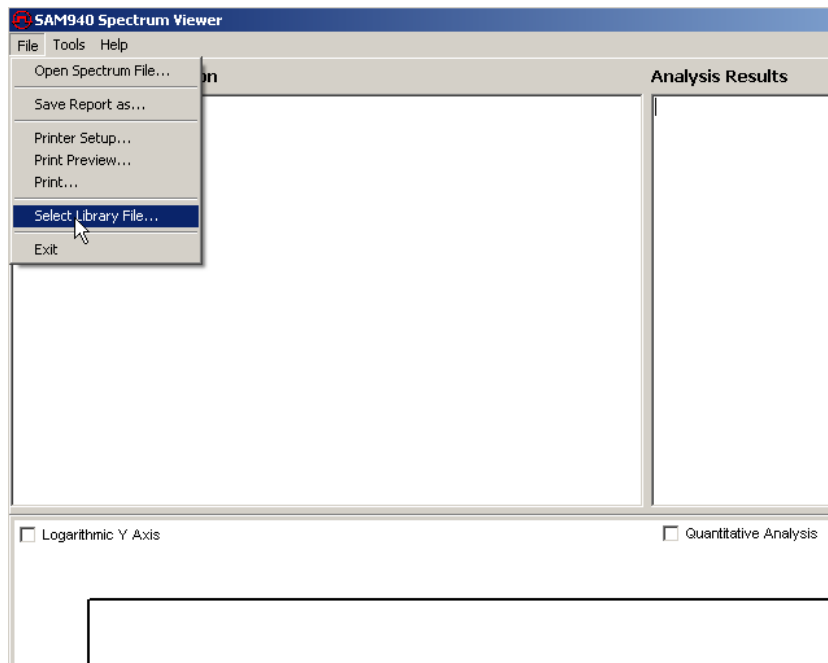 SAM940 Spectrum Viewer
File Tools Help
Open Spectrum File...
Save Report as...
Printer Setup...
Print Preview...
Print...
Select Library File...
Exit
Analysis Results
Logarithmic Y Axis
Quantitative Analysis